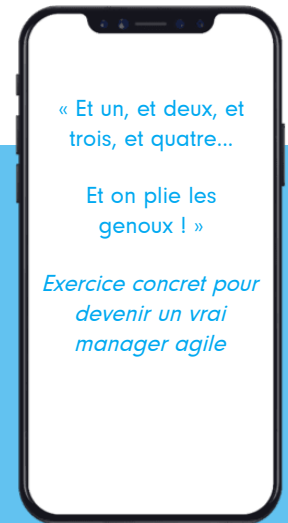 « Et un, et deux, et
trois, et quatre...
Et on plie les
genoux ! »
Exercice concret pour
devenir un vrai
manager agile